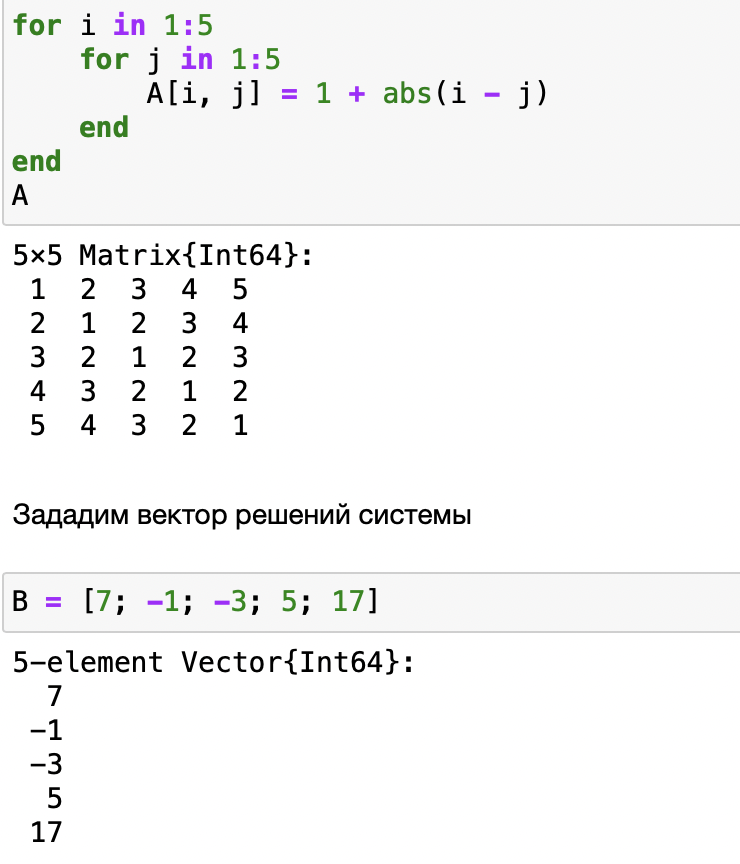 for i in 1:5
    for j in 1:5
        A[i, j] = 1 + abs(i - j)
    end
end
A
5×5 Matrix{Int64}:
 1  2  3  4  5
 2  1  2  3  4
 3  2  1  2  3
 4  3  2  1  2
 5  4  3  2  1
Зададим вектор решений системы
B = [7; -1; -3; 5; 17]
5-element Vector{Int64}:
  7
 -1
 -3
  5
 17